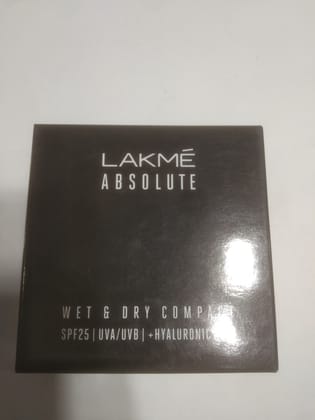 LAKMÉ
ABSOLUTE
WET & DRY COMPA
SPF25 | UVA/UVB | +HYALURONIC